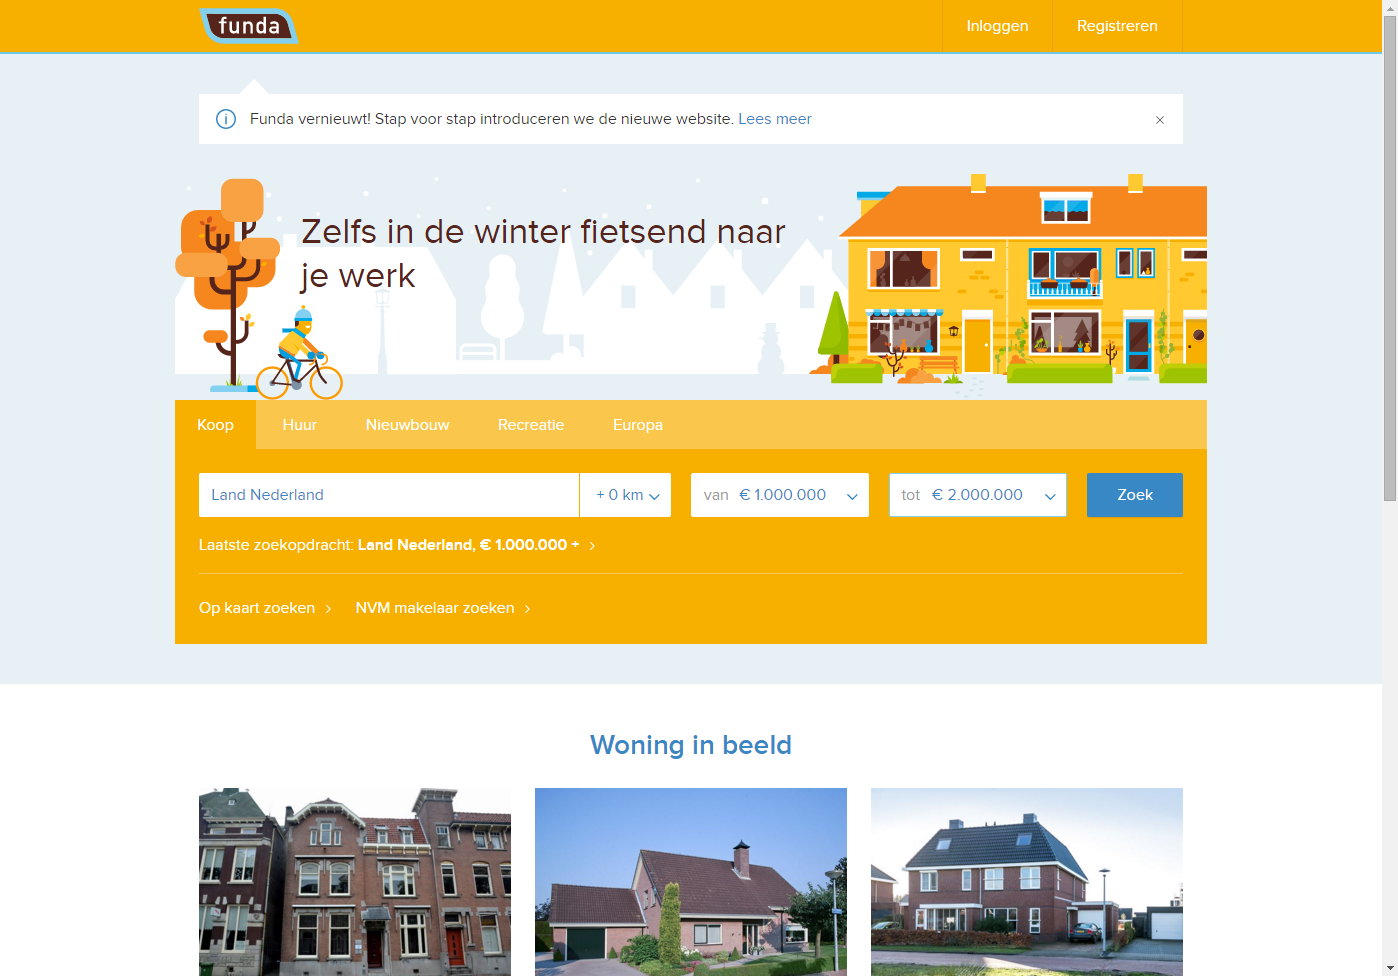 funda
Inloggen
Registreren
Funda vernieuwt! Stap voor stap introduceren we de nieuwe website. Lees meer
Zelfs in de winter fietsend naar
je werk
Koop
Huur
Nieuwbouw
Recreatie
Europa
Land Nederland
+ 0 km
van € 1.000.000
tot € 2.000.000
Zoek
Laatste zoekopdracht: Land Nederland, € 1.000.000 +
Op kaart zoeken
NVM makelaar zoeken
Woning in beeld